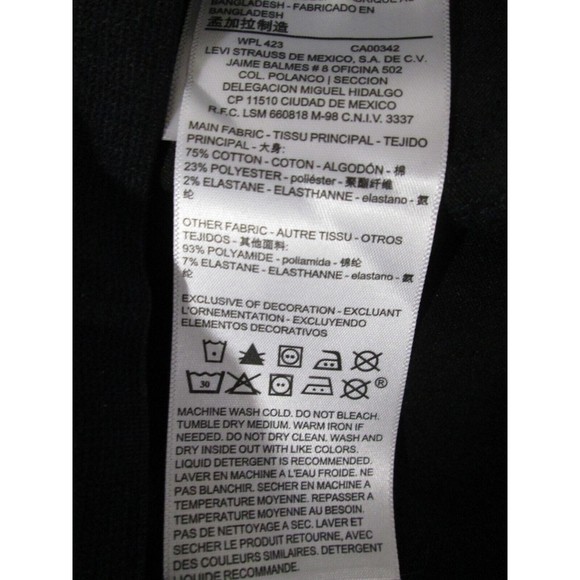 BANGLADESH - FABRICADO EN
BANGLADESH
孟加拉制造
WPL 423 CA00342
LEVI STRAUSS DE MEXICO, S.A. DE C.V.
JAIME BALMES # 8 OFICINA 502
COL. POLANCO | SECCION
DELEGACION MIGUEL HIDALGO
CP 11510 CIUDAD DE MEXICO
R.F.C. LSM 660818 M-98 C.N.I.V. 3337
MAIN FABRIC - TISSU PRINCIPAL - TEJIDO
PRINCIPAL - 大身:
75% COTTON - COTON - ALGODÓN - 棉
23% POLYESTER - poliéster - 聚酯纤维
2% ELASTANE - ELASTHANNE - elastano - 氨
纶
OTHER FABRIC - AUTRE TISSU - OTROS
TEJIDOS - 其他面料:
93% POLYAMIDE - poliamida - 锦纶
7% ELASTANE - ELASTHANNE - elastano - 氨
纶
EXCLUSIVE OF DECORATION - EXCLUANT
L'ORNEMENTATION - EXCLUYENDO
ELEMENTOS DECORATIVOS
30 ®
MACHINE WASH COLD. DO NOT BLEACH.
TUMBLE DRY MEDIUM. WARM IRON IF
NEEDED. DO NOT DRY CLEAN. WASH AND
DRY INSIDE OUT WITH LIKE COLORS.
LIQUID DETERGENT IS RECOMMENDED.
LAVER EN MACHINE A L'EAU FROIDE. NE
PAS BLANCHIR. SECHER EN MACHINE A
TEMPERATURE MOYENNE. REPASSER A
TEMPERATURE MOYENNE AU BESOIN.
PAS DE NETTOYAGE A SEC. LAVER ET
SECHER LE PRODUIT RETOURNE, AVEC
DES COULEURS SIMILAIRES. DETERGENT
LIQUIDE RECOMMANDE.